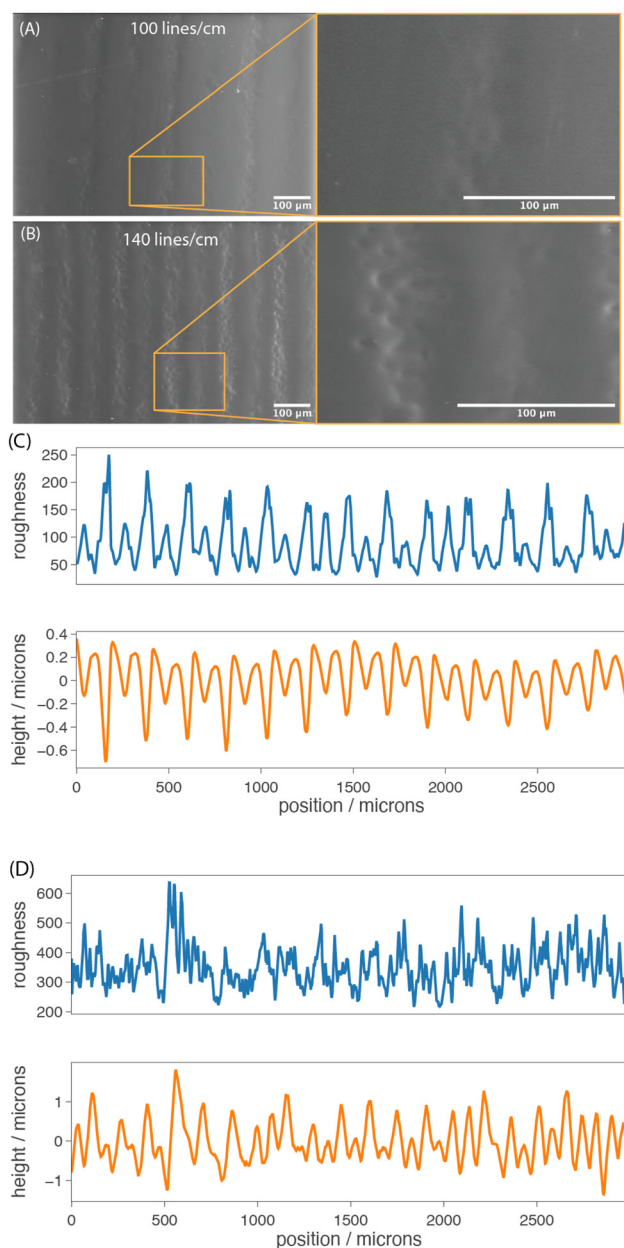 (A)
100 lines/cm
100 µm
100 µm
(B)
140 lines/cm
100 µm
100 µm
(C)
250
200
150
100
50
roughness
0.4
0.2
0
−0.2
−0.4
−0.6
height / microns
0 500 1000 1500 2000 2500
position / microns
(D)
600
500
400
300
200
roughness
1
0
−1
height / microns
0 500 1000 1500 2000 2500
position / microns